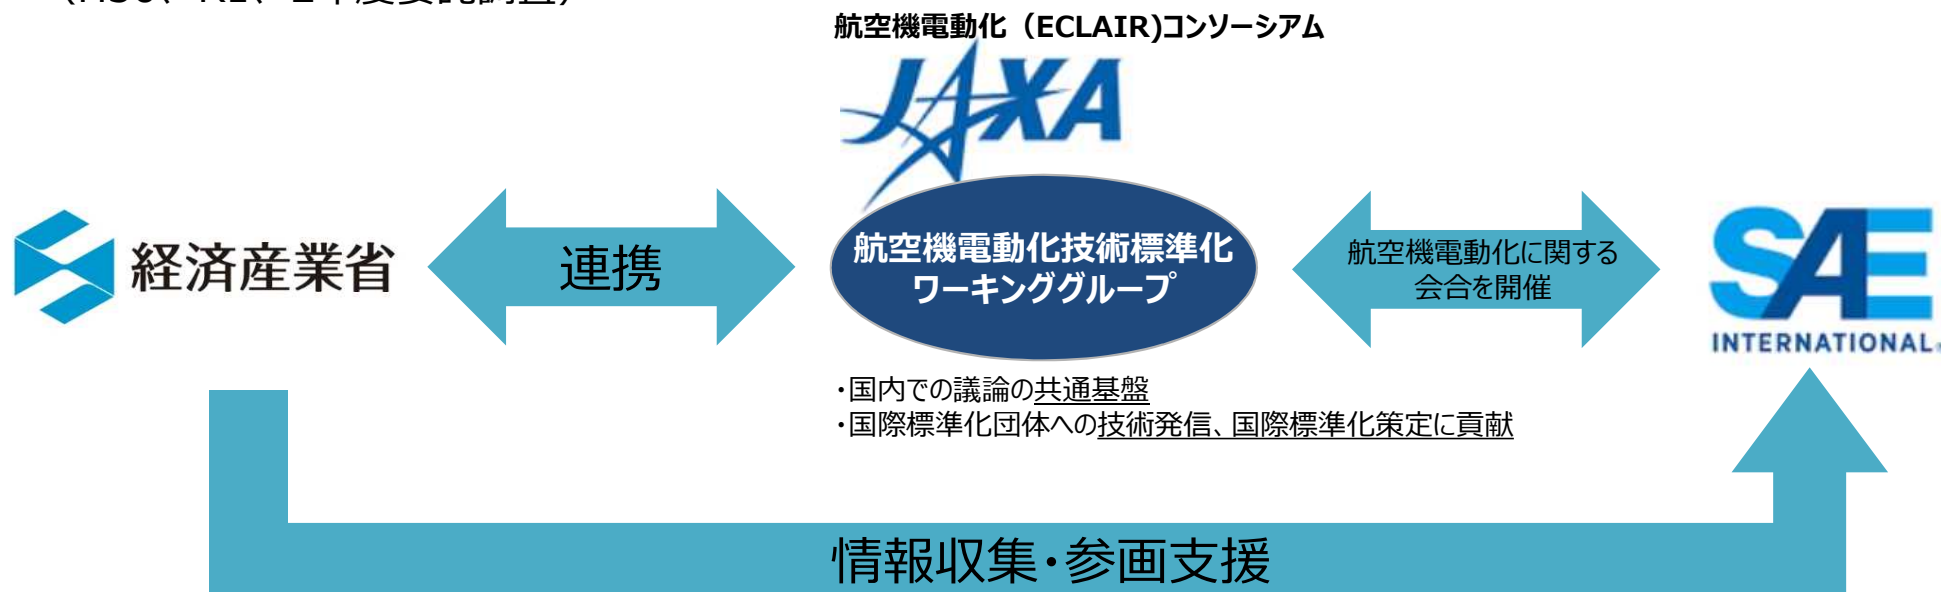 航空機電動化（ECLAIR)コンソーシアム
JAXA
経済産業省
連携
航空機電動化技術標準化
ワーキンググループ
航空機電動化に関する
会合を開催
SAE
INTERNATIONAL
・国内での議論の共通基盤
・国際標準化団体への技術発信、国際標準化策定に貢献
情報収集・参画支援